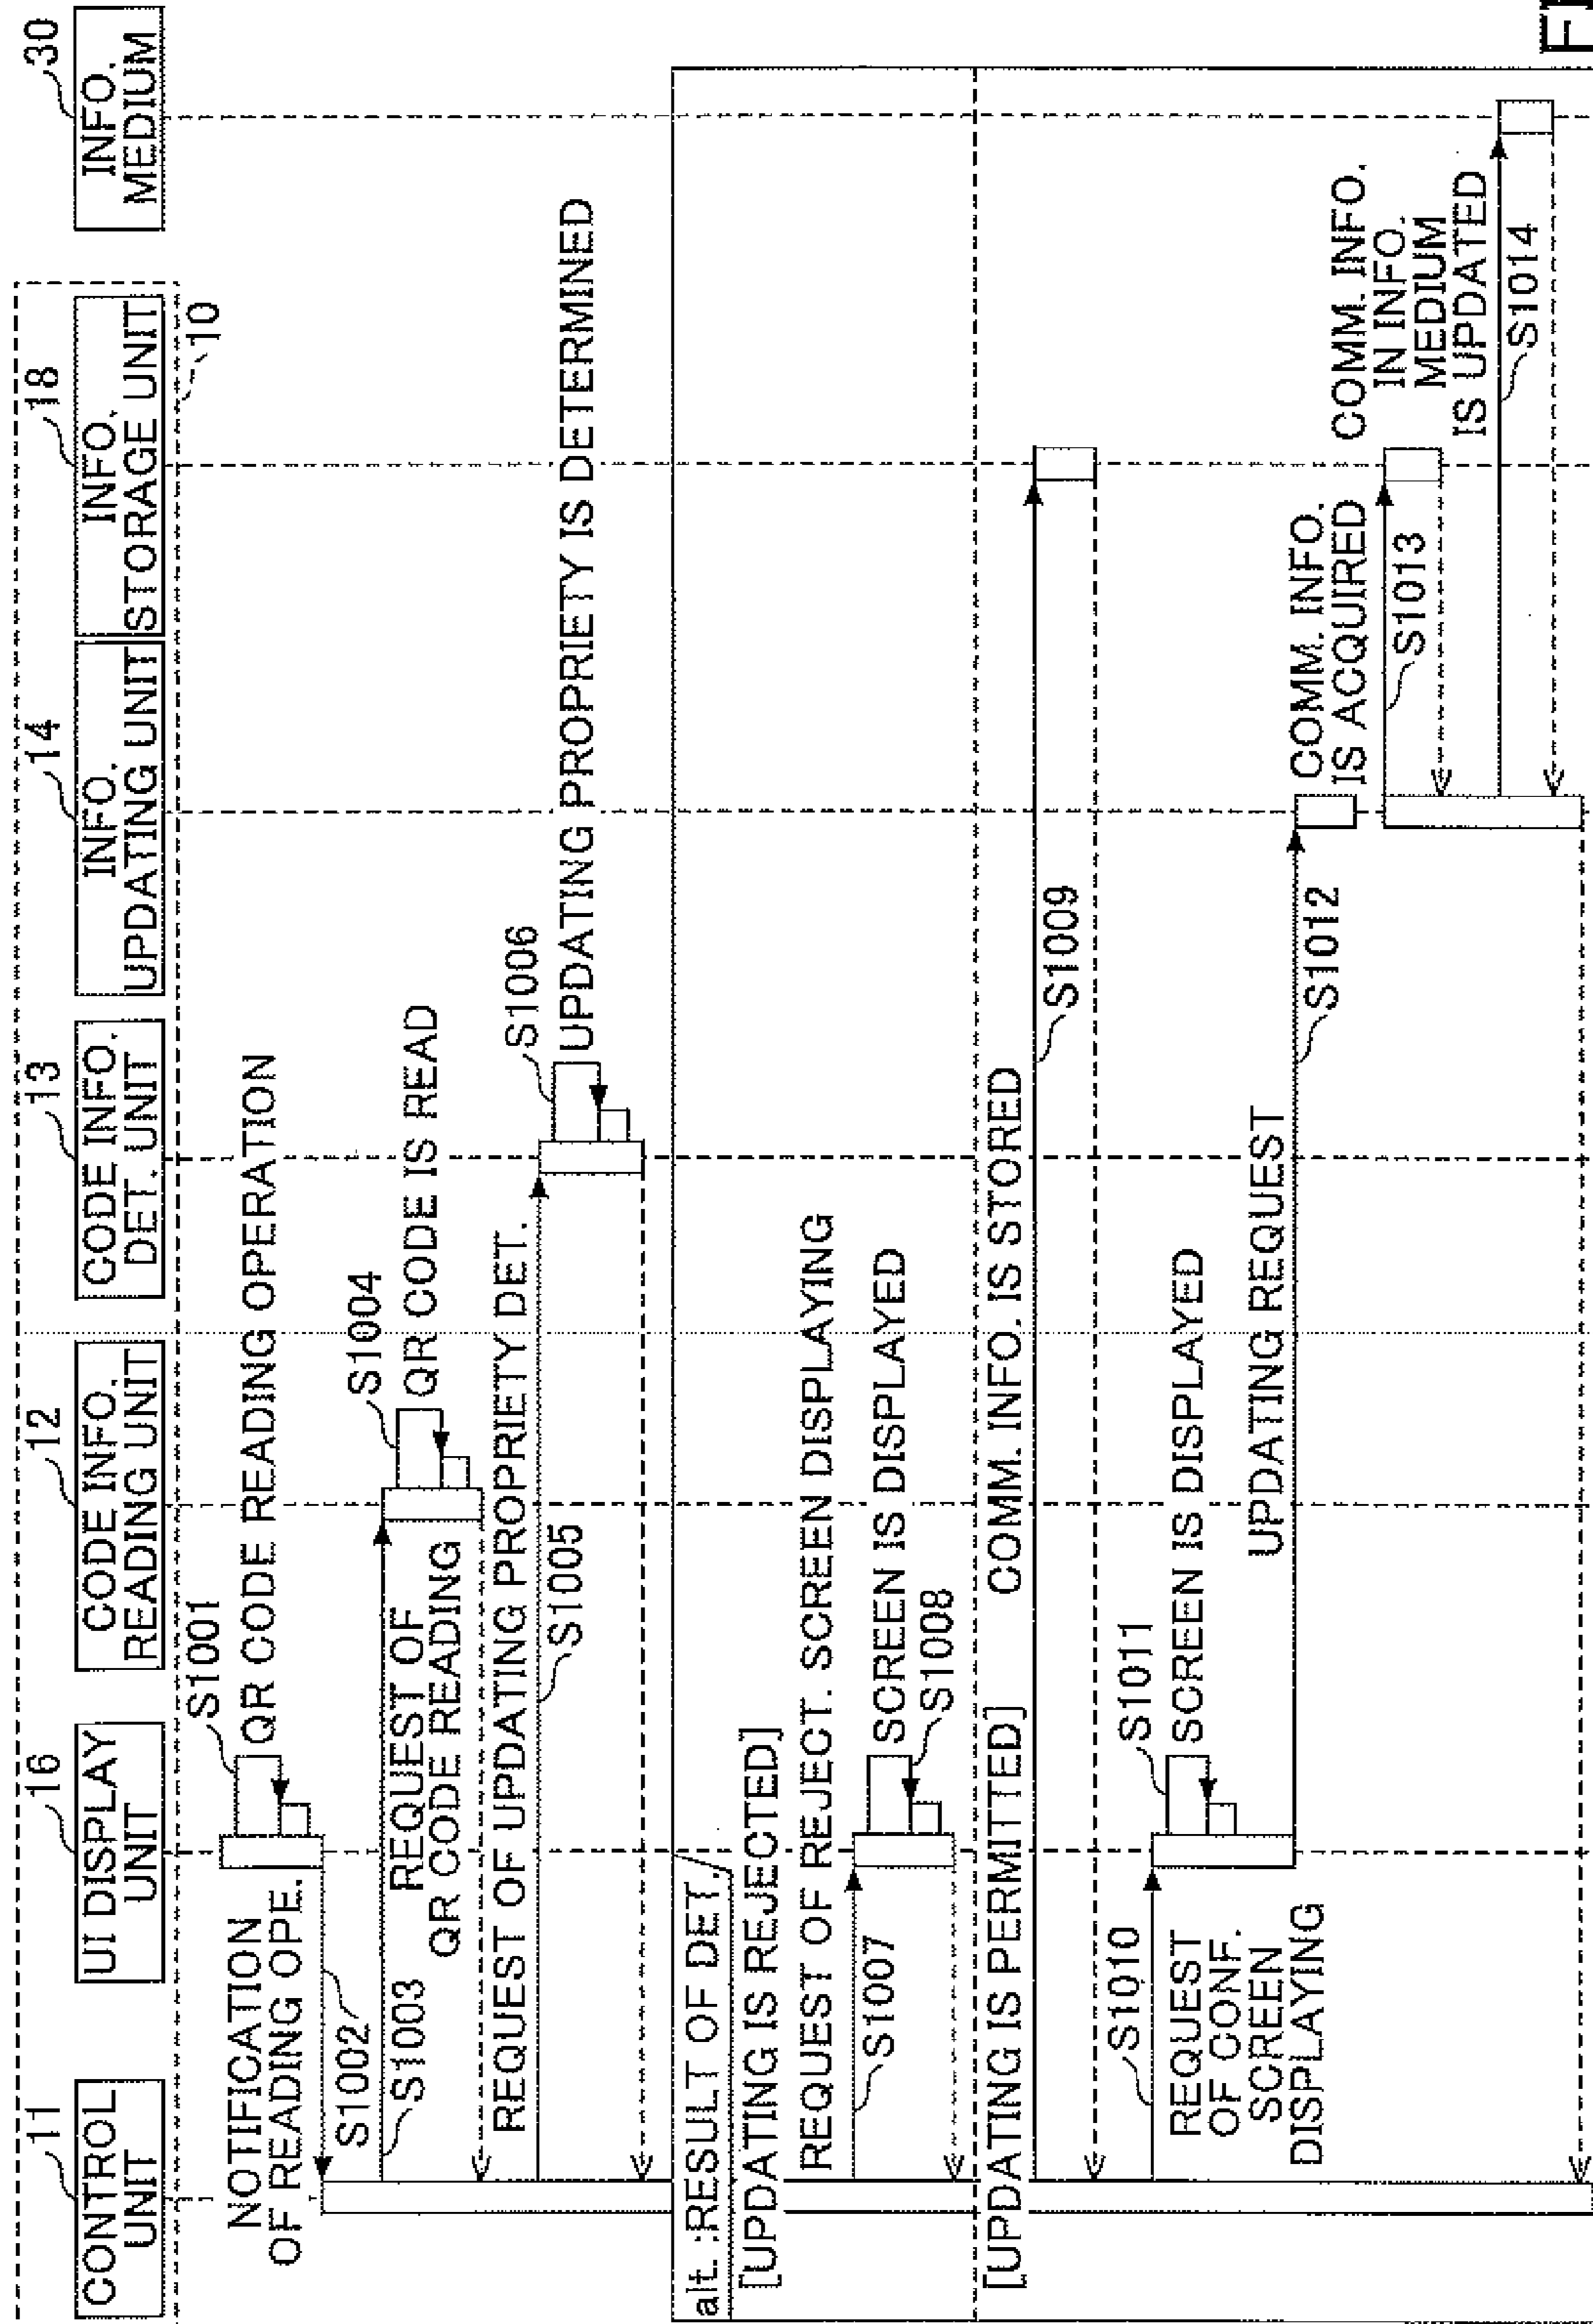 11
CONTROL
UNIT
16
UI DISPLAY
UNIT
12
CODE INFO.
READING UNIT
13
CODE INFO.
DET. UNIT
14
INFO.
UPDATING UNIT
18
INFO.
STORAGE UNIT
30
INFO.
MEDIUM
10
S1001
QR CODE READING OPERATION
NOTIFICATION
OF READING OPE.
S1002
S1003
REQUEST OF
QR CODE READING
S1004
QR CODE IS READ
REQUEST OF UPDATING PROPRIETY DET.
S1005
S1006
UPDATING PROPRIETY IS DETERMINED
alt. :RESULT OF DET.
[UPDATING IS REJECTED]
REQUEST OF REJECT. SCREEN DISPLAYING
S1007
SCREEN IS DISPLAYED
S1008
[UPDATING IS PERMITTED]
COMM. INFO. IS STORED
S1009
S1010
REQUEST
OF CONF.
SCREEN
DISPLAYING
S1011
SCREEN IS DISPLAYED
UPDATING REQUEST
S1012
COMM. INFO.
IS ACQUIRED
S1013
COMM. INFO.
IN INFO.
MEDIUM
IS UPDATED
S1014